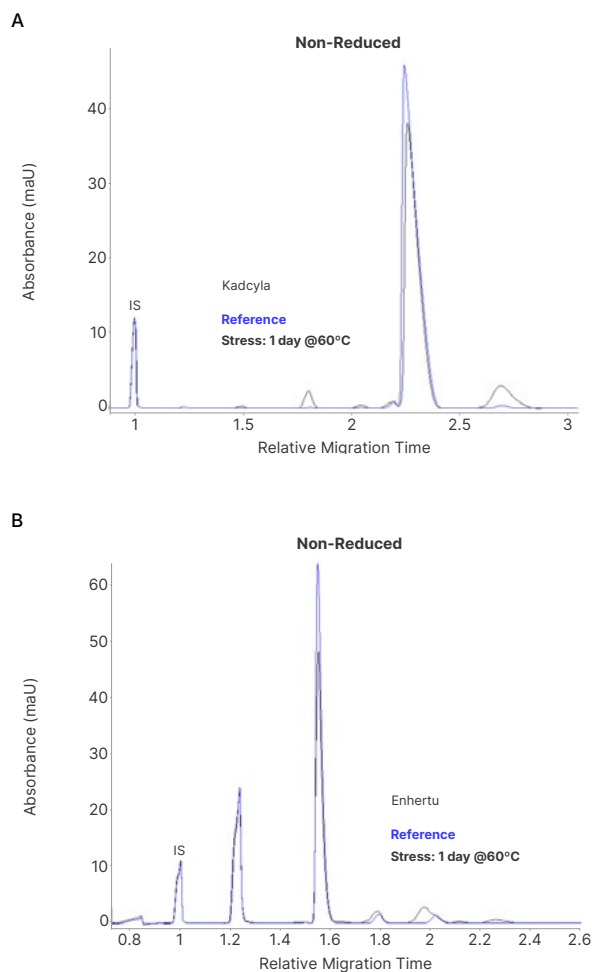 A
Non-Reduced
Absorbance (maU)
40
30
20
10
0
IS
Kadcyla
Reference
Stress: 1 day @60ºC
1
1.5
2
2.5
3
Relative Migration Time
B
Non-Reduced
Absorbance (maU)
60
50
40
30
20
10
0
IS
Enhertu
Reference
Stress: 1 day @60ºC
0.8
1
1.2
1.4
1.6
1.8
2
2.2
2.4
2.6
Relative Migration Time